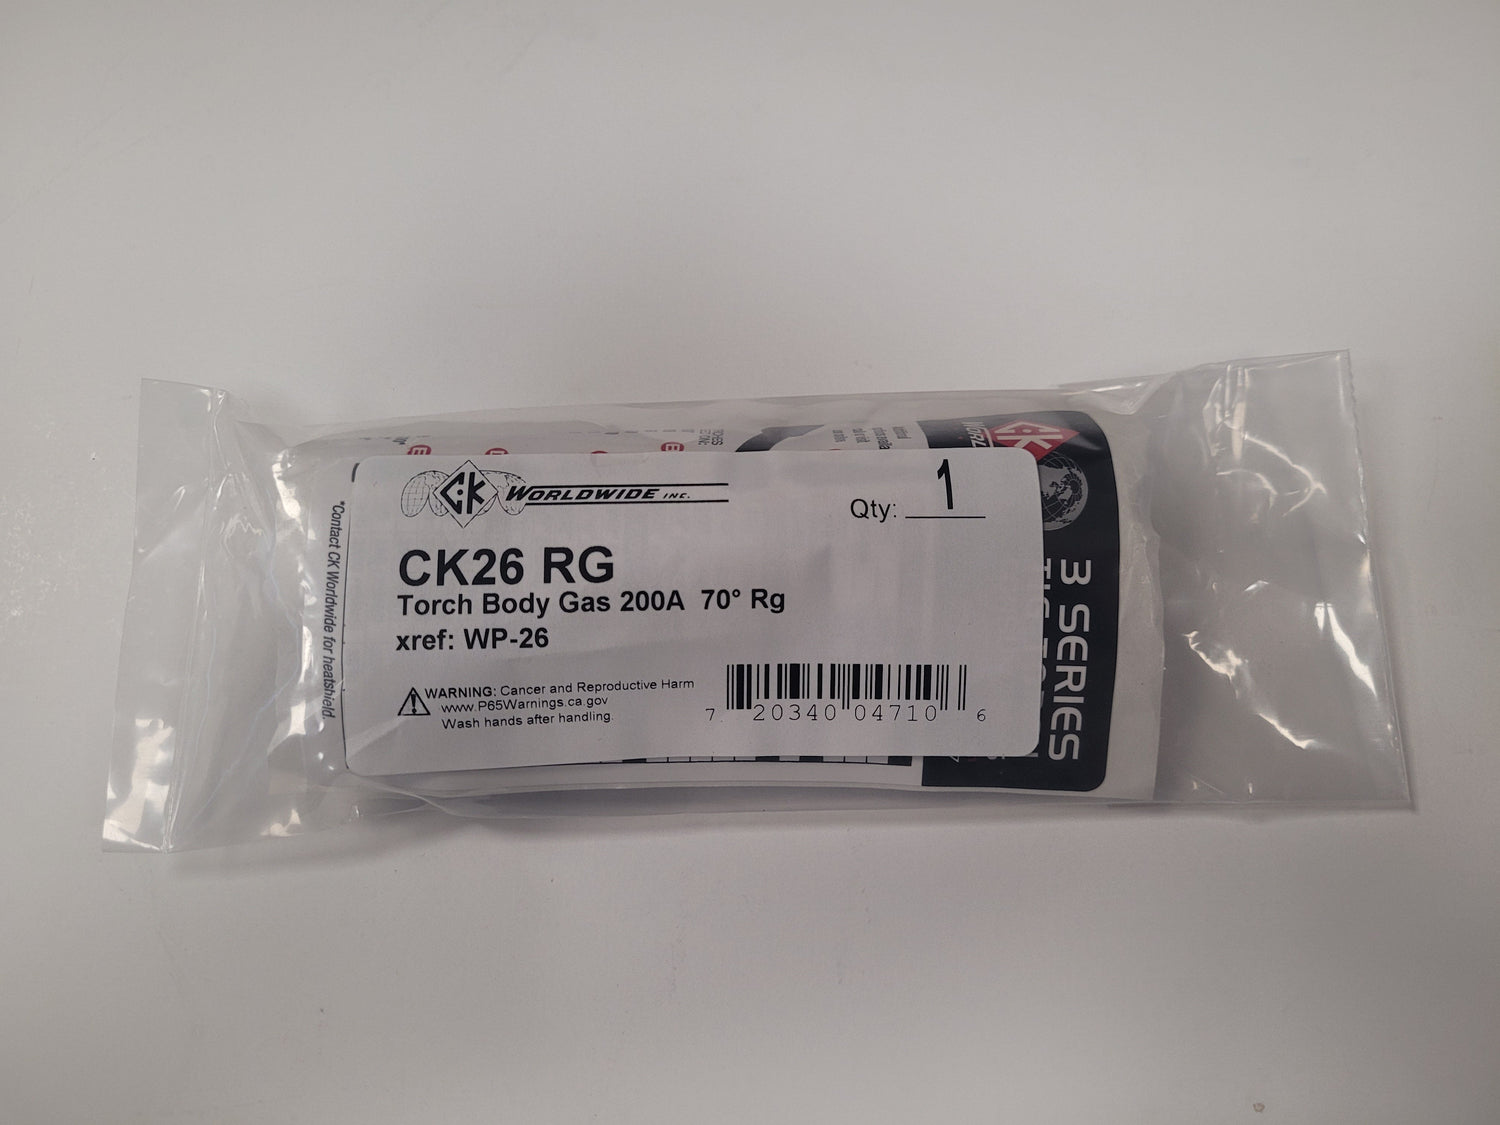 CK WORLDWIDE INC.
Qty: 1
CK26 RG
Torch Body Gas 200A 70° Rg
xref: WP-26
WARNING: Cancer and Reproductive Harm
www.P65Warnings.ca.gov
Wash hands after handling.
7 20340 04710 6
*Contact CK Worldwide for heatshield.
CK
3 SERIES